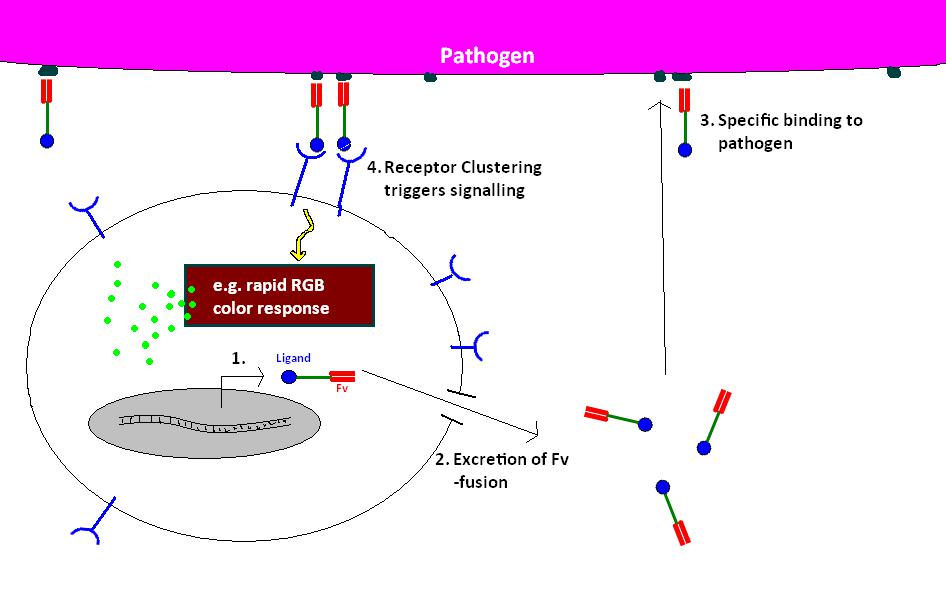 Pathogen
3. Specific binding to
pathogen
4. Receptor Clustering
triggers signalling
e.g. rapid RGB
color response
1.
Ligand
Fv
2. Excretion of Fv
-fusion